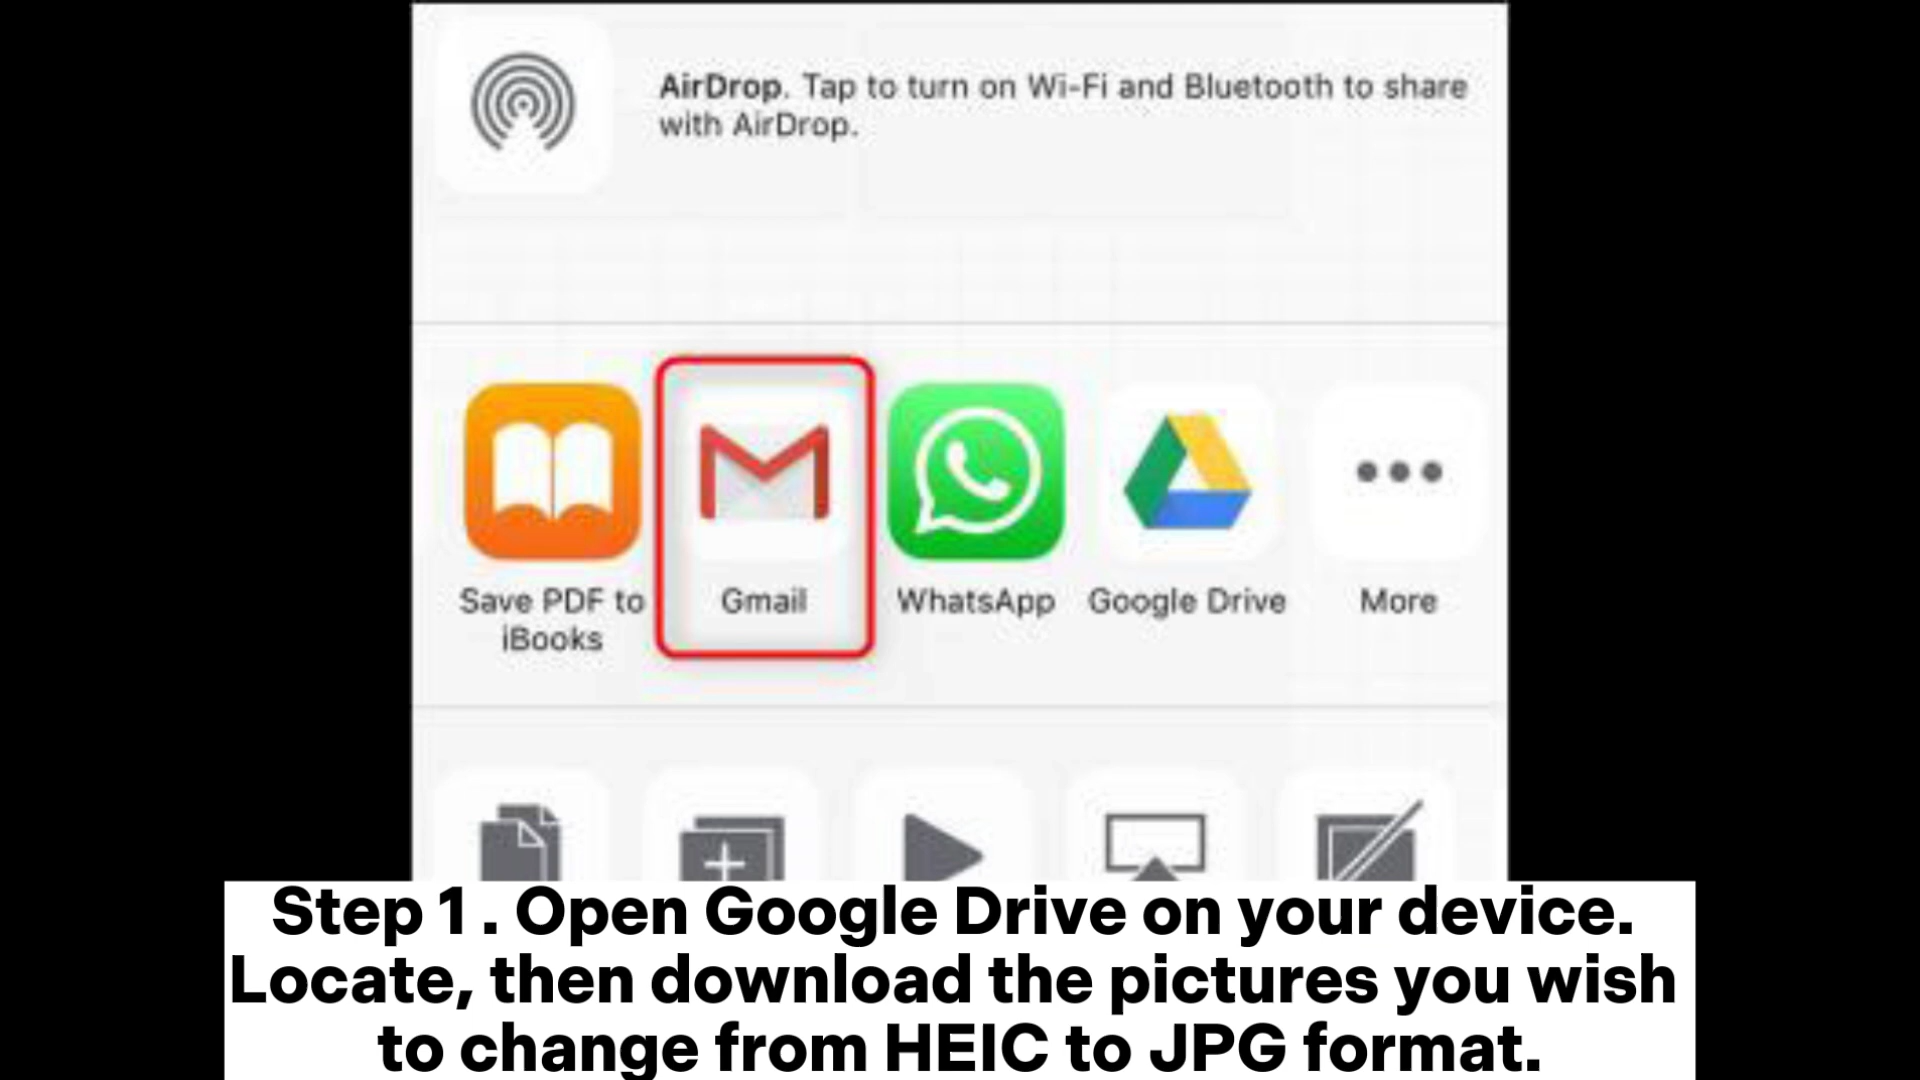 AirDrop. Tap to turn on Wi-Fi and Bluetooth to share
with AirDrop.
Save PDF to
iBooks
Gmail
WhatsApp
Google Drive
More
Step 1. Open Google Drive on your device.
Locate, then download the pictures you wish
to change from HEIC to JPG format.